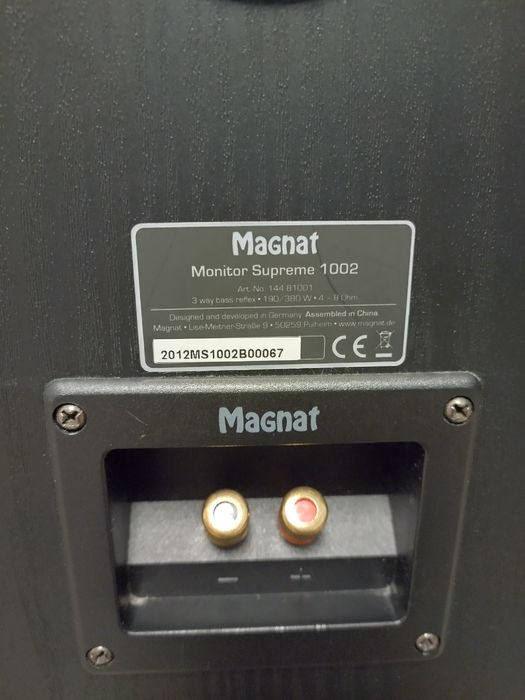 Magnat
Monitor Supreme 1002
Art. No. 144 81001
3 way bass reflex • 190/380 W • 4 - 8 Ohm
Designed and developed in Germany. Assembled in China.
Magnat • Lise-Meitner-Straße 9 • 50259 Pulheim • www.magnat.de
2012MS1002B00067 CE
Magnat